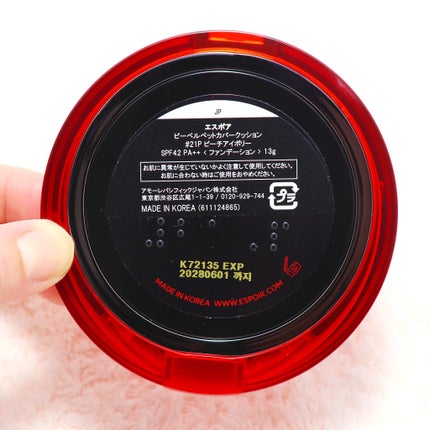 JP
エスポア
ビーベルベットカバークッション
#21P ピーチアイボリー
SPF42 PA++ < ファンデーション > 13g
お肌に異常が生じていないかよく注意して使用してください。
お肌に合わない時はご使用をおやめください。
アモーレパシフィックジャパン株式会社
東京都渋谷区広尾1-1-39 / 0120-929-744
MADE IN KOREA (611124865)
プラ
K72135 EXP
20280601 까지
MADE IN KOREA WWW.ESPOIR.COM